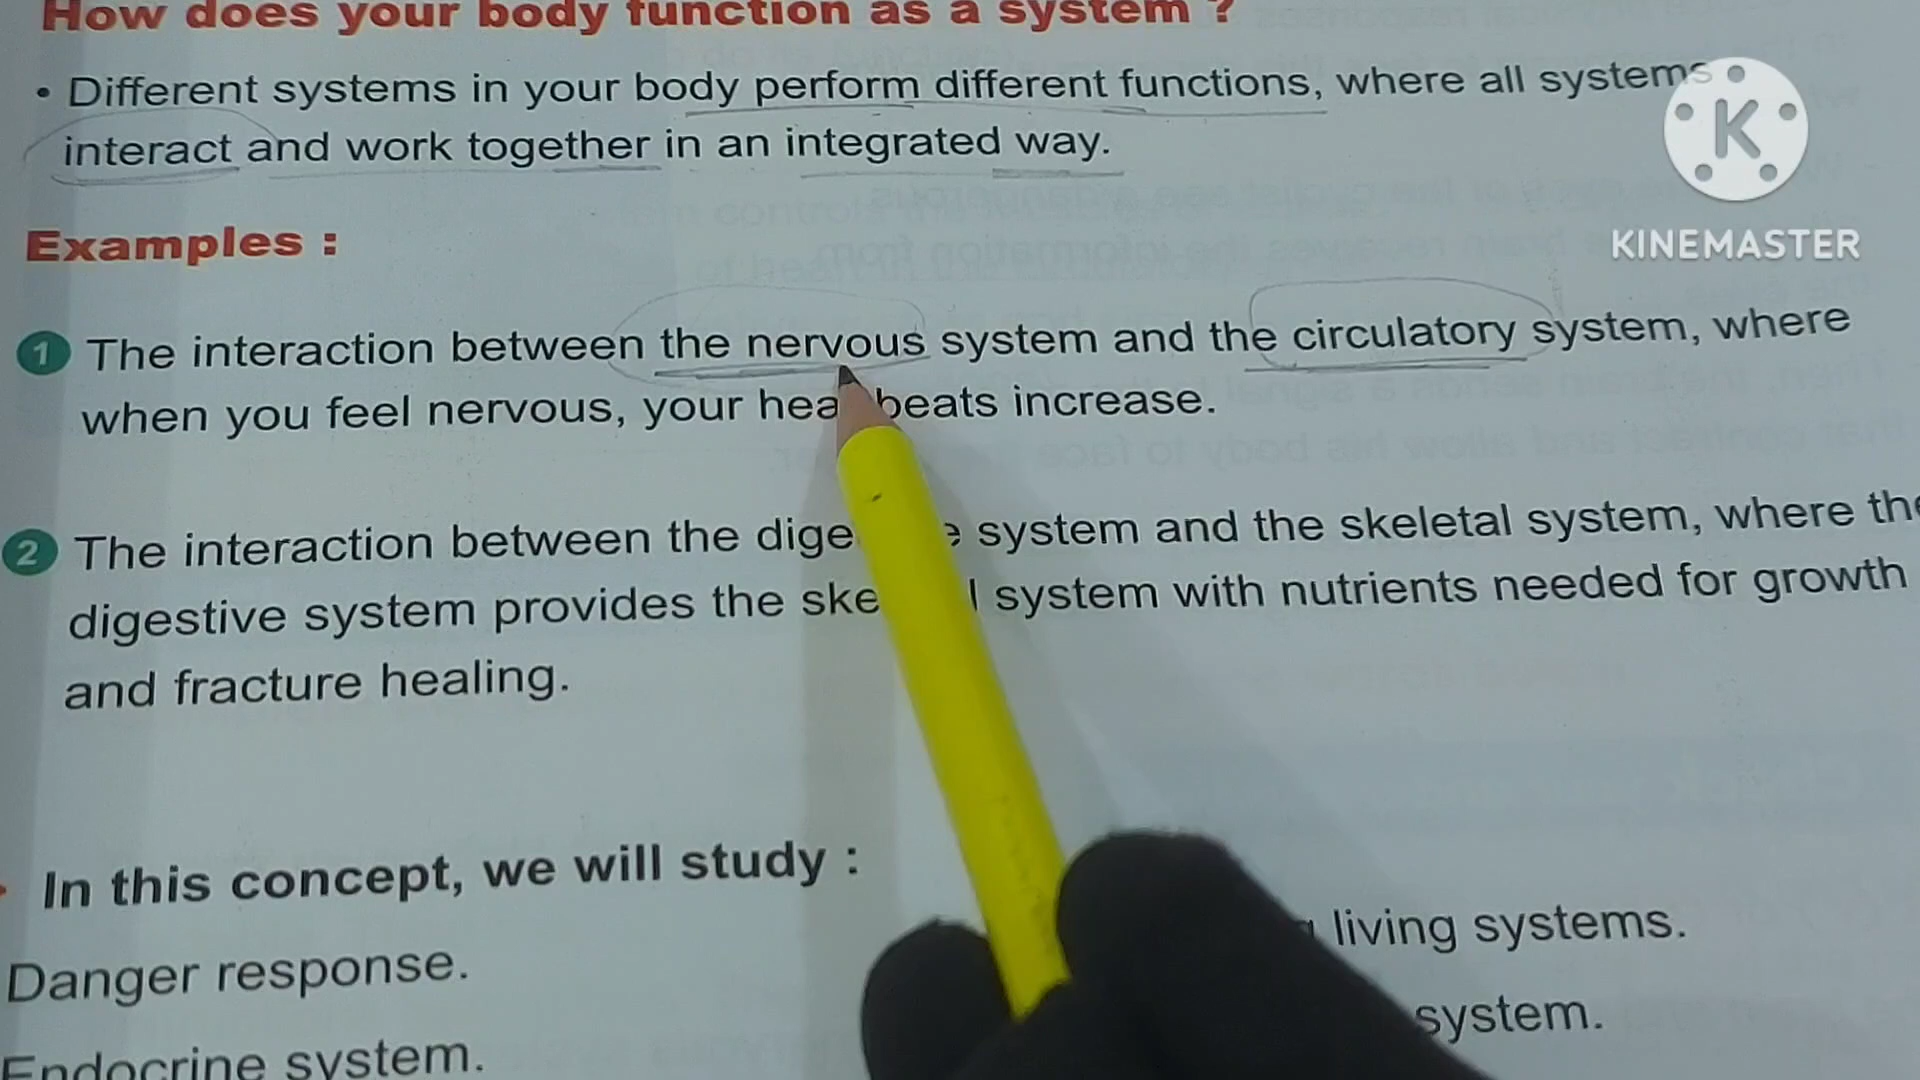 How does your body function as a system ?
• Different systems in your body perform different functions, where all systems
interact and work together in an integrated way.
K
KINEMASTER
Examples :
1 The interaction between the nervous system and the circulatory system, where
when you feel nervous, your beats increase.
2 The interaction between the system and the skeletal system, where the
digestive system provides the system with nutrients needed for growth
and fracture healing.
In this concept, we will study :
Danger response.
living systems.
Endocrine system.
system.